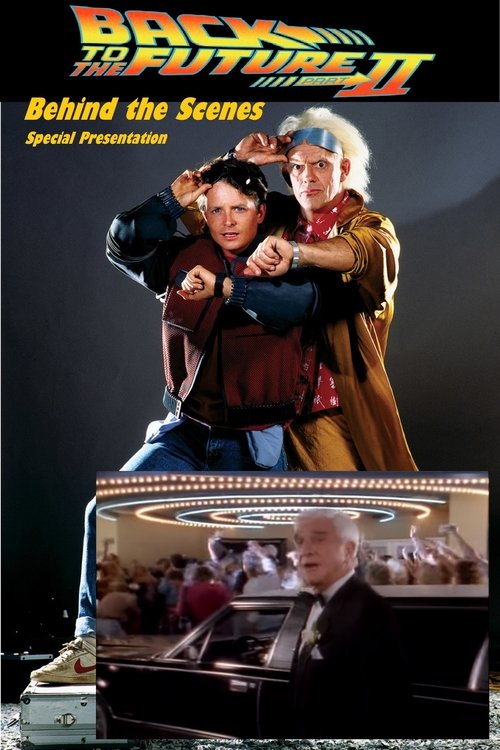 BACK
TO THE FUTURE
PART II
Behind the Scenes
Special Presentation